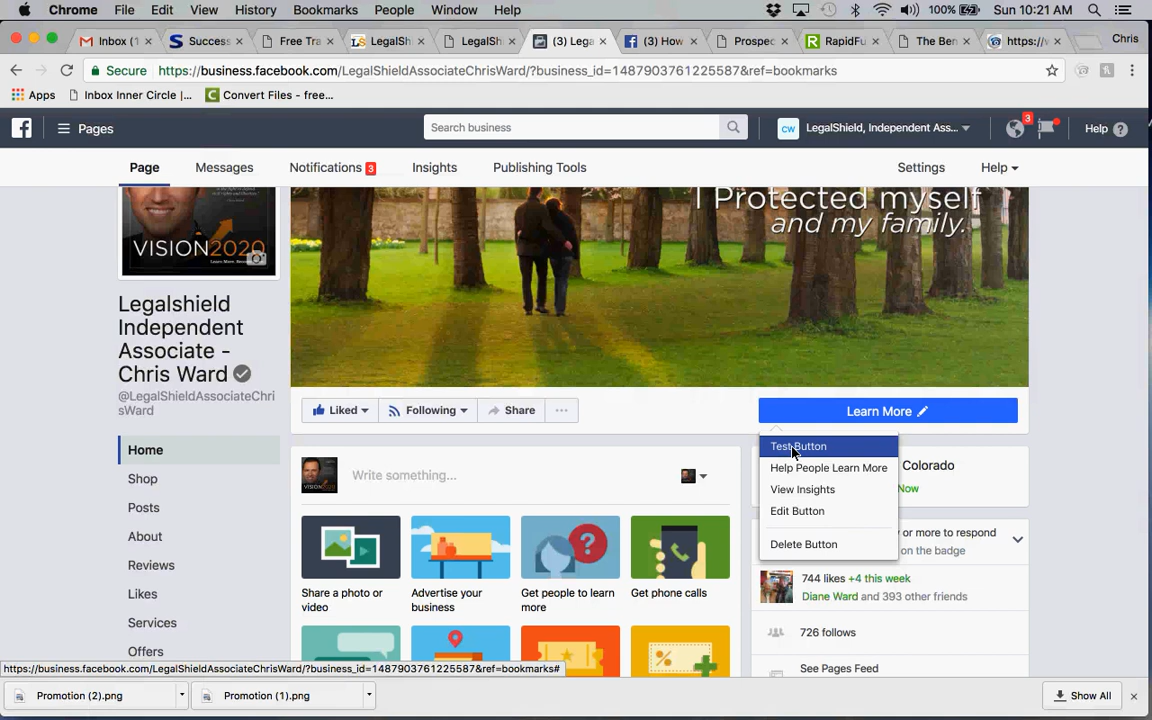 Chrome File Edit View History Bookmarks People Window Help 100% Sun 10:21 AM
Inbox (1 Success Free Tra LegalShi LegalShi (3) Lega (3) How Prospec RapidFu The Ben https://v Chris
Secure https://business.facebook.com/LegalShieldAssociateChrisWard/?business_id=1487903761225587&ref=bookmarks
Apps Inbox Inner Circle |... Convert Files - free...
Pages Search business CW LegalShield, Independent Ass... 3 Help
Page Messages Notifications 3 Insights Publishing Tools Settings Help
I Protected myself
and my family.
VISION2020
Legalshield
Independent
Associate -
Chris Ward
@LegalShieldAssociateChri
sWard
Liked Following Share ... Learn More
Test Button
Help People Learn More
View Insights
Edit Button
Delete Button
Colorado
Now
Home
Shop
Posts
About
Reviews
Likes
Services
Offers
Write something...
VISION2020
Share a photo or
video
Advertise your
business
Get people to learn
more
Get phone calls
y or more to respond
on the badge
744 likes +4 this week
Diane Ward and 393 other friends
726 follows
See Pages Feed
https://business.facebook.com/LegalShieldAssociateChrisWard/?business_id=1487903761225587&ref=bookmarks#
Promotion (2).png Promotion (1).png Show All